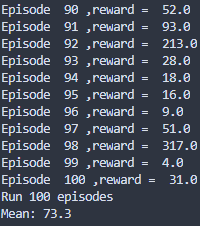 Episode  90 ,reward =  52.0
Episode  91 ,reward =  93.0
Episode  92 ,reward =  213.0
Episode  93 ,reward =  28.0
Episode  94 ,reward =  18.0
Episode  95 ,reward =  16.0
Episode  96 ,reward =  9.0
Episode  97 ,reward =  51.0
Episode  98 ,reward =  317.0
Episode  99 ,reward =  4.0
Episode  100 ,reward =  31.0
Run 100 episodes
Mean: 73.3